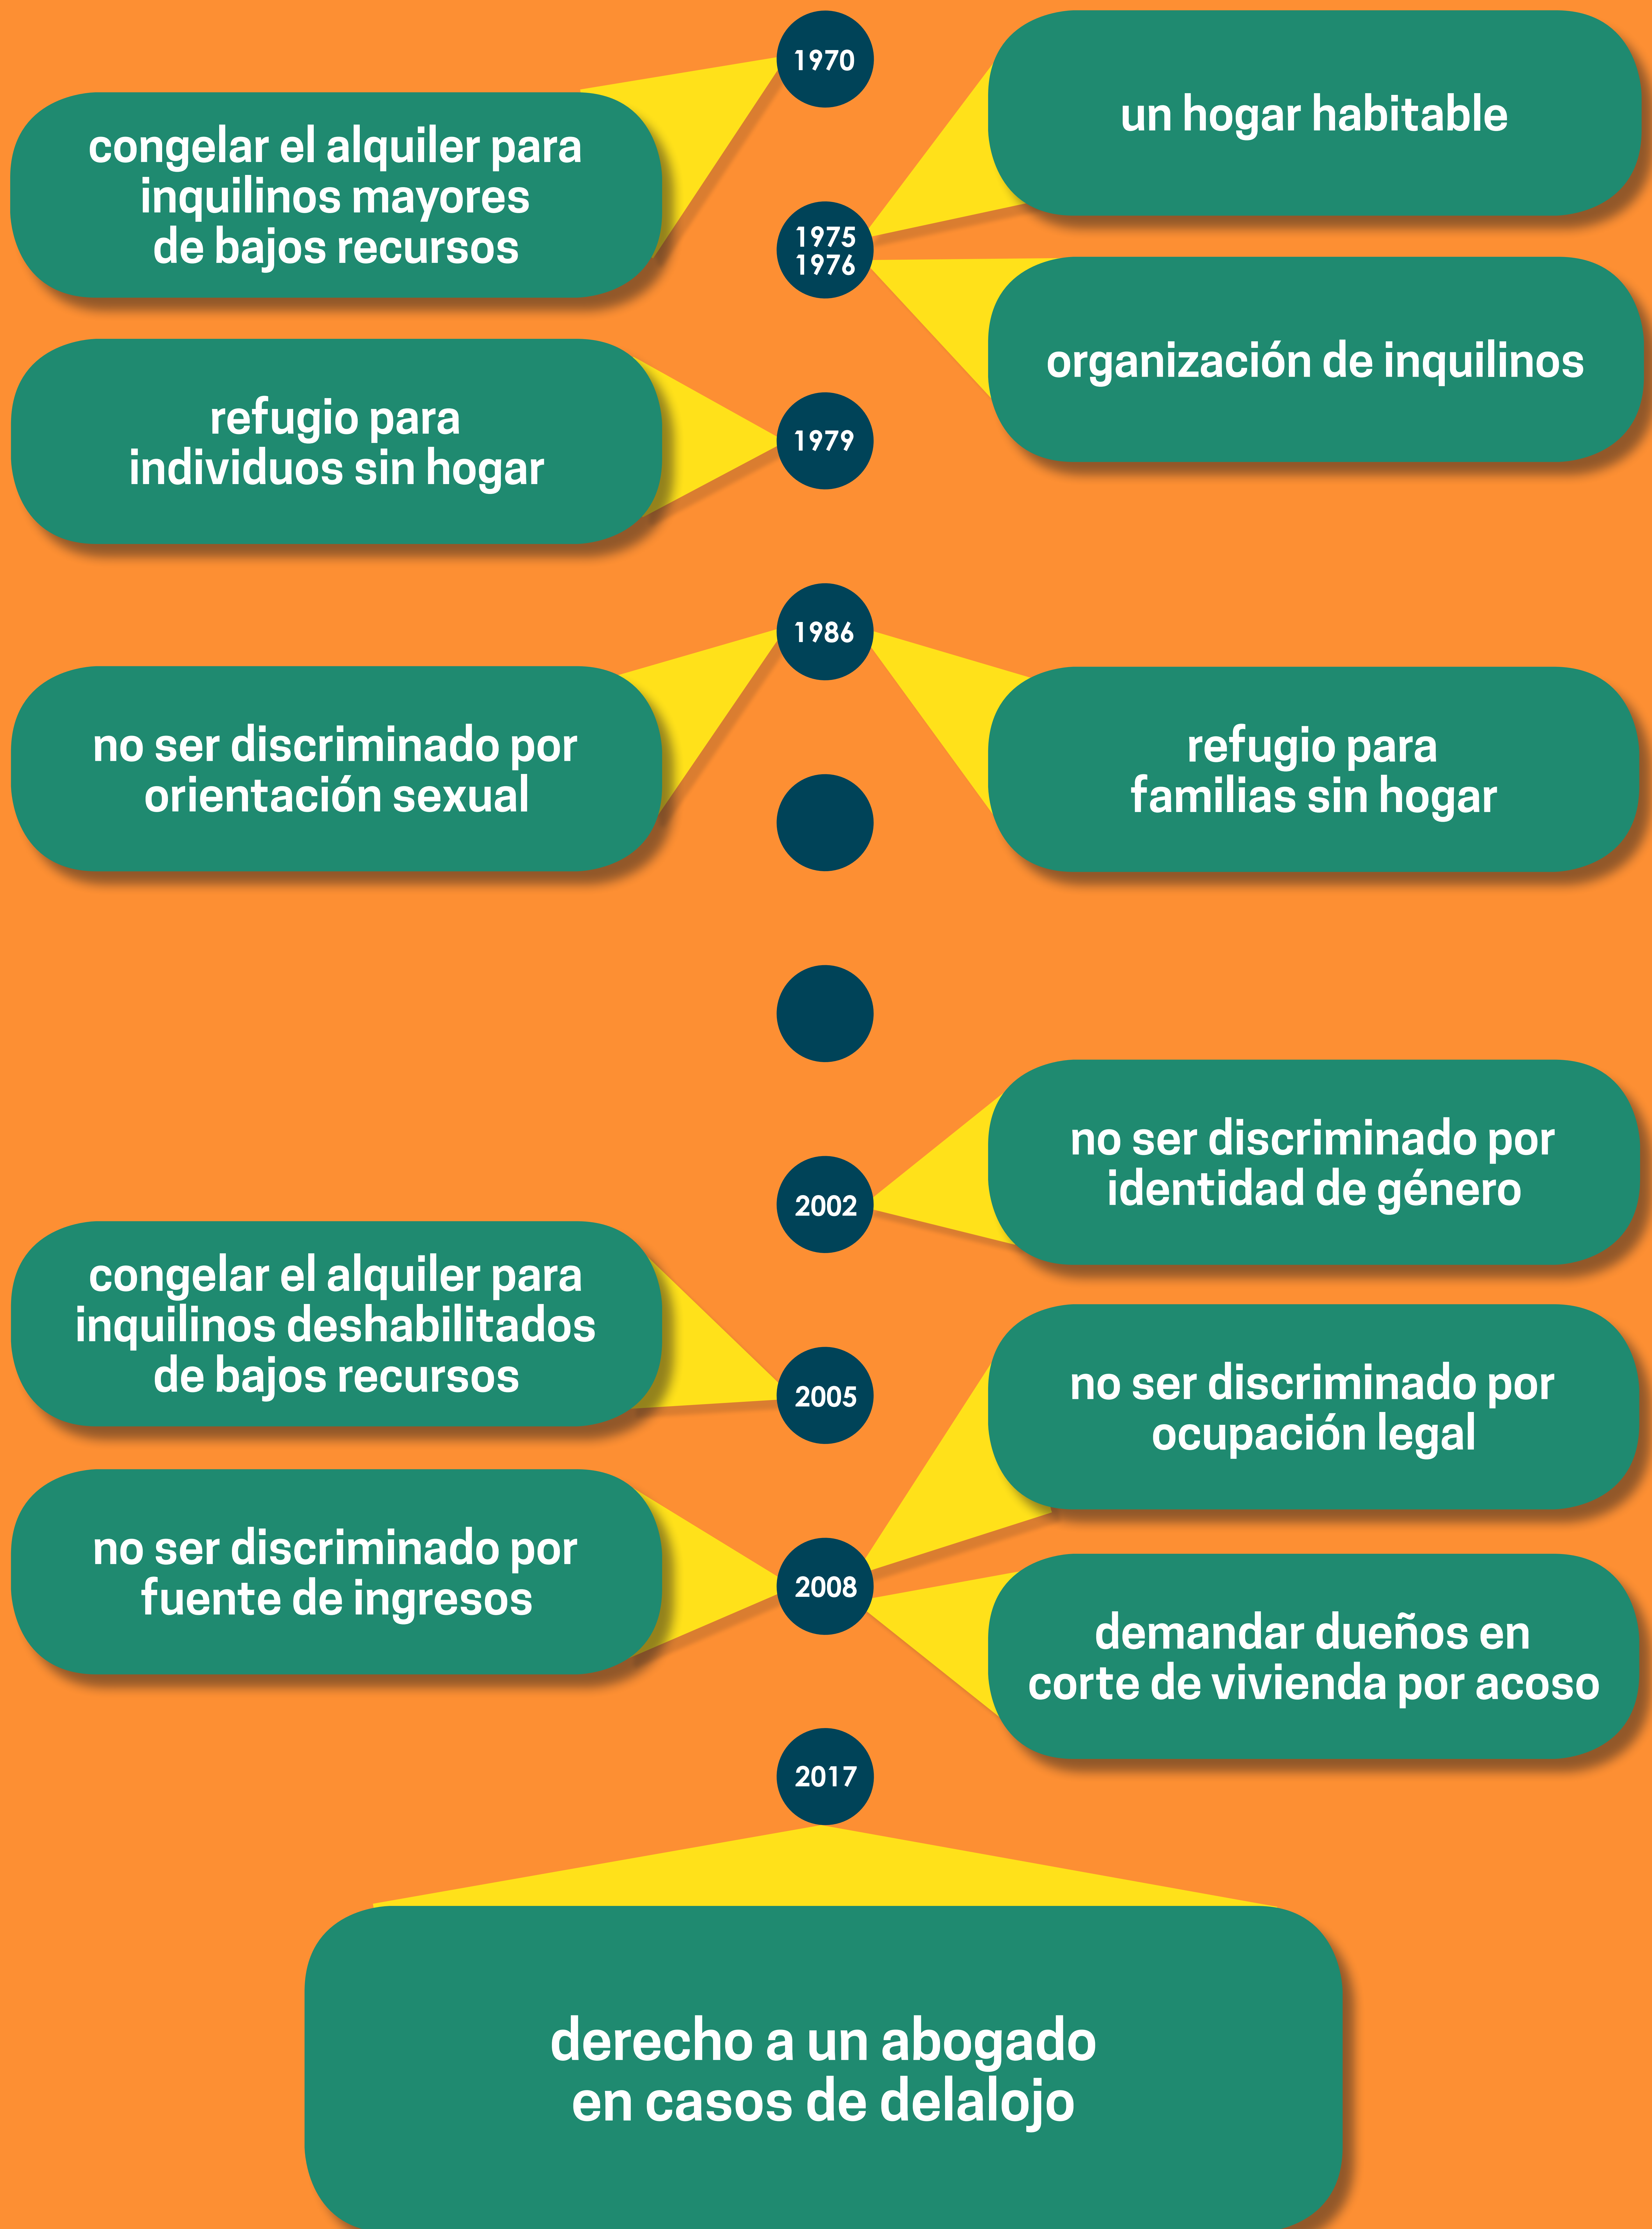 1970
congelar el alquiler para
inquilinos mayores
de bajos recursos
un hogar habitable
1975
1976
organización de inquilinos
refugio para
individuos sin hogar
1979
1986
no ser discriminado por
orientación sexual
refugio para
familias sin hogar
no ser discriminado por
identidad de género
2002
congelar el alquiler para
inquilinos deshabilitados
de bajos recursos
2005
no ser discriminado por
ocupación legal
no ser discriminado por
fuente de ingresos
2008
demandar dueños en
corte de vivienda por acoso
2017
derecho a un abogado
en casos de delalojo